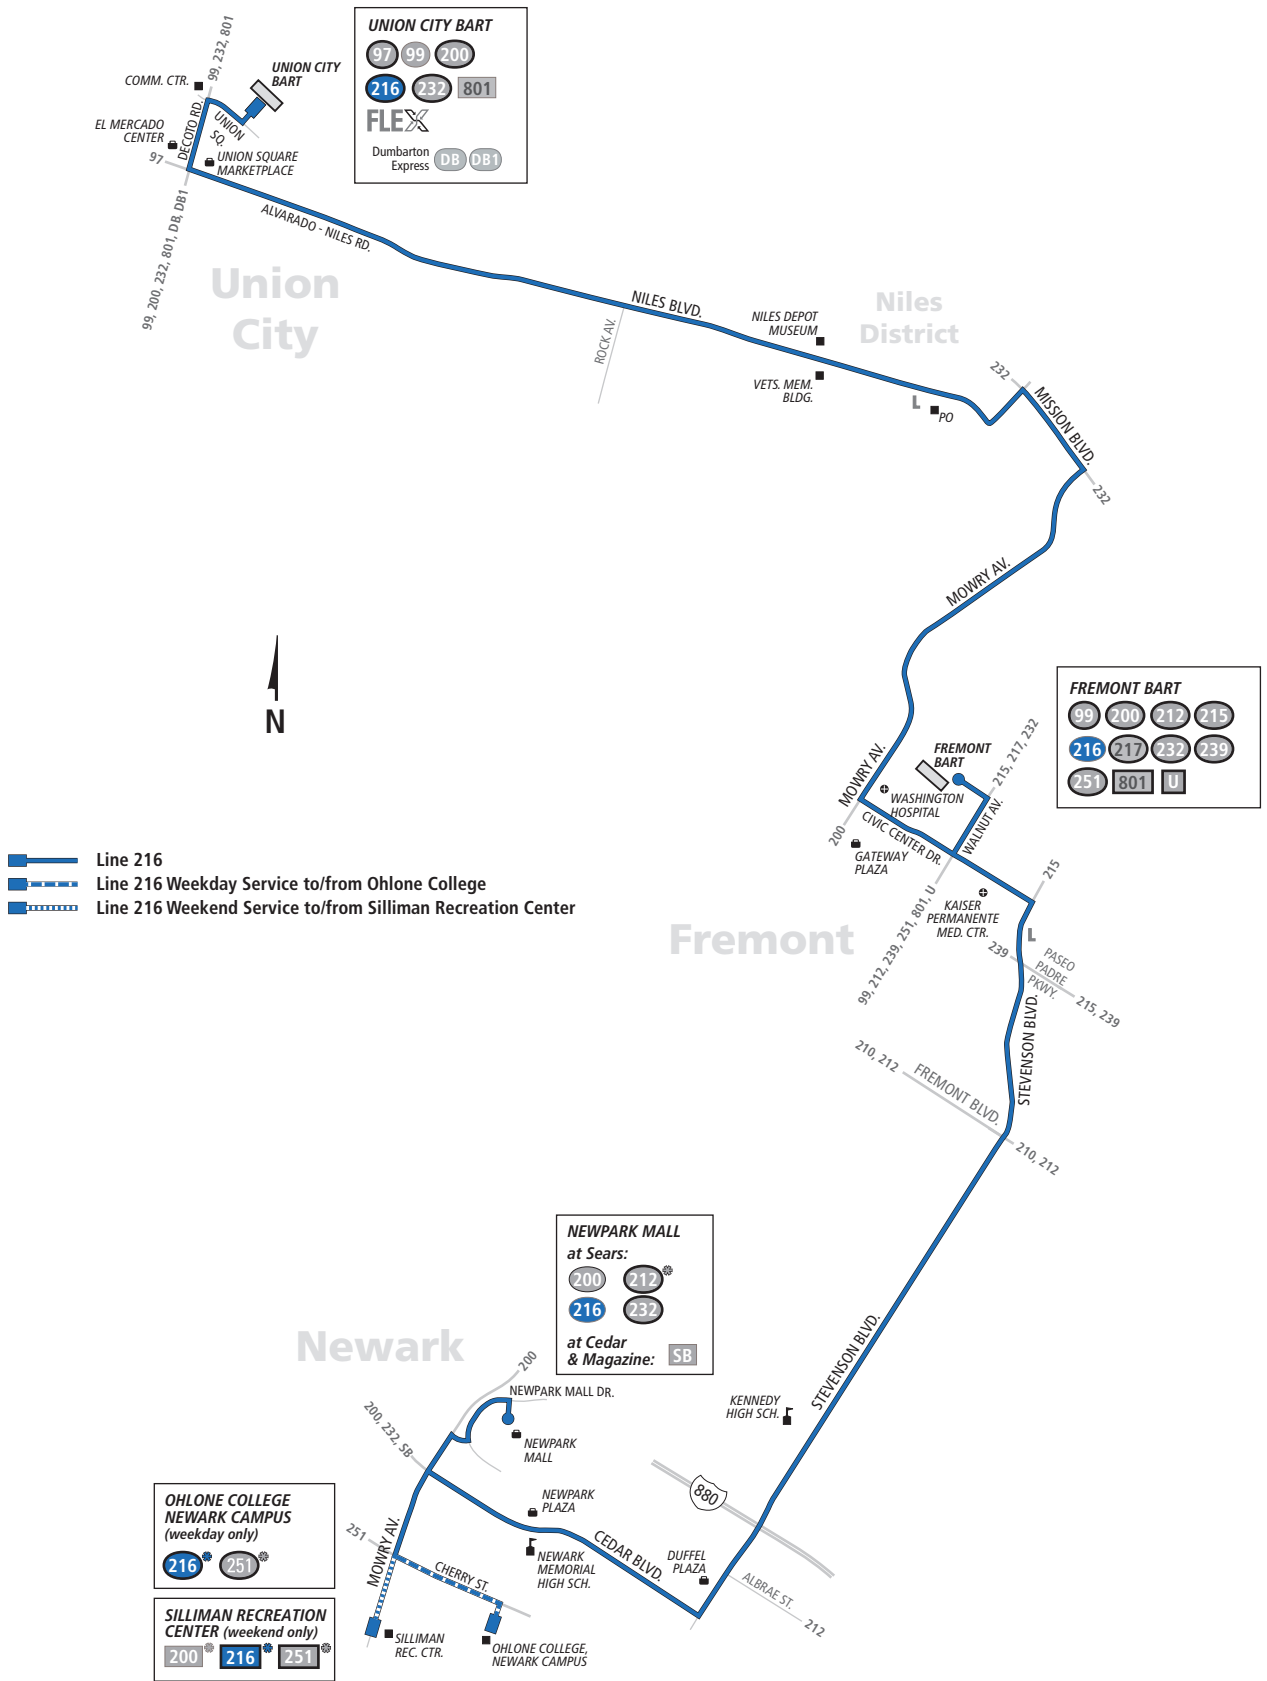 UNION CITY BART
97 99 200
216 232 801
FLEX
Dumbarton
Express DB DB1
99, 232, 801
UNION CITY
BART
COMM. CTR.
EL MERCADO
CENTER
DECOTO RD.
UNION
SQ.
UNION SQUARE
MARKETPLACE
97
99, 200, 232, 801, DB, DB1
ALVARADO - NILES RD.
Union
City
NILES BLVD.
ROCK AV.
NILES DEPOT
MUSEUM
VETS. MEM.
BLDG.
Niles
District
L
PO
232
MISSION BLVD.
232
MOWRY AV.
N
FREMONT BART
99 200 212 215
216 217 232 239
251 801 U
MOWRY AV.
FREMONT
BART
215, 217, 232
WASHINGTON
HOSPITAL
WALNUT AV.
CIVIC CENTER DR.
200
GATEWAY
PLAZA
215
KAISER
PERMANENTE
MED. CTR.
99, 212, 239, 251, 801, U
L
239
PASEO
PADRE
PKWY.
215, 239
Line 216
Line 216 Weekday Service to/from Ohlone College
Line 216 Weekend Service to/from Silliman Recreation Center
Fremont
STEVENSON BLVD.
210, 212
FREMONT BLVD.
210, 212
NEWPARK MALL
at Sears:
200 212
216 232
at Cedar
& Magazine: SB
Newark
STEVENSON BLVD.
200
NEWPARK MALL DR.
KENNEDY
HIGH SCH.
200, 232, SB
NEWPARK
MALL
880
NEWPARK
PLAZA
OHLONE COLLEGE
NEWARK CAMPUS
(weekday only)
216 251
251
MOWRY AV.
CHERRY ST.
NEWARK
MEMORIAL
HIGH SCH.
CEDAR BLVD.
DUFFEL
PLAZA
ALBRAE ST.
212
SILLIMAN RECREATION
CENTER (weekend only)
200 216 251
SILLIMAN
REC. CTR.
OHLONE COLLEGE,
NEWARK CAMPUS